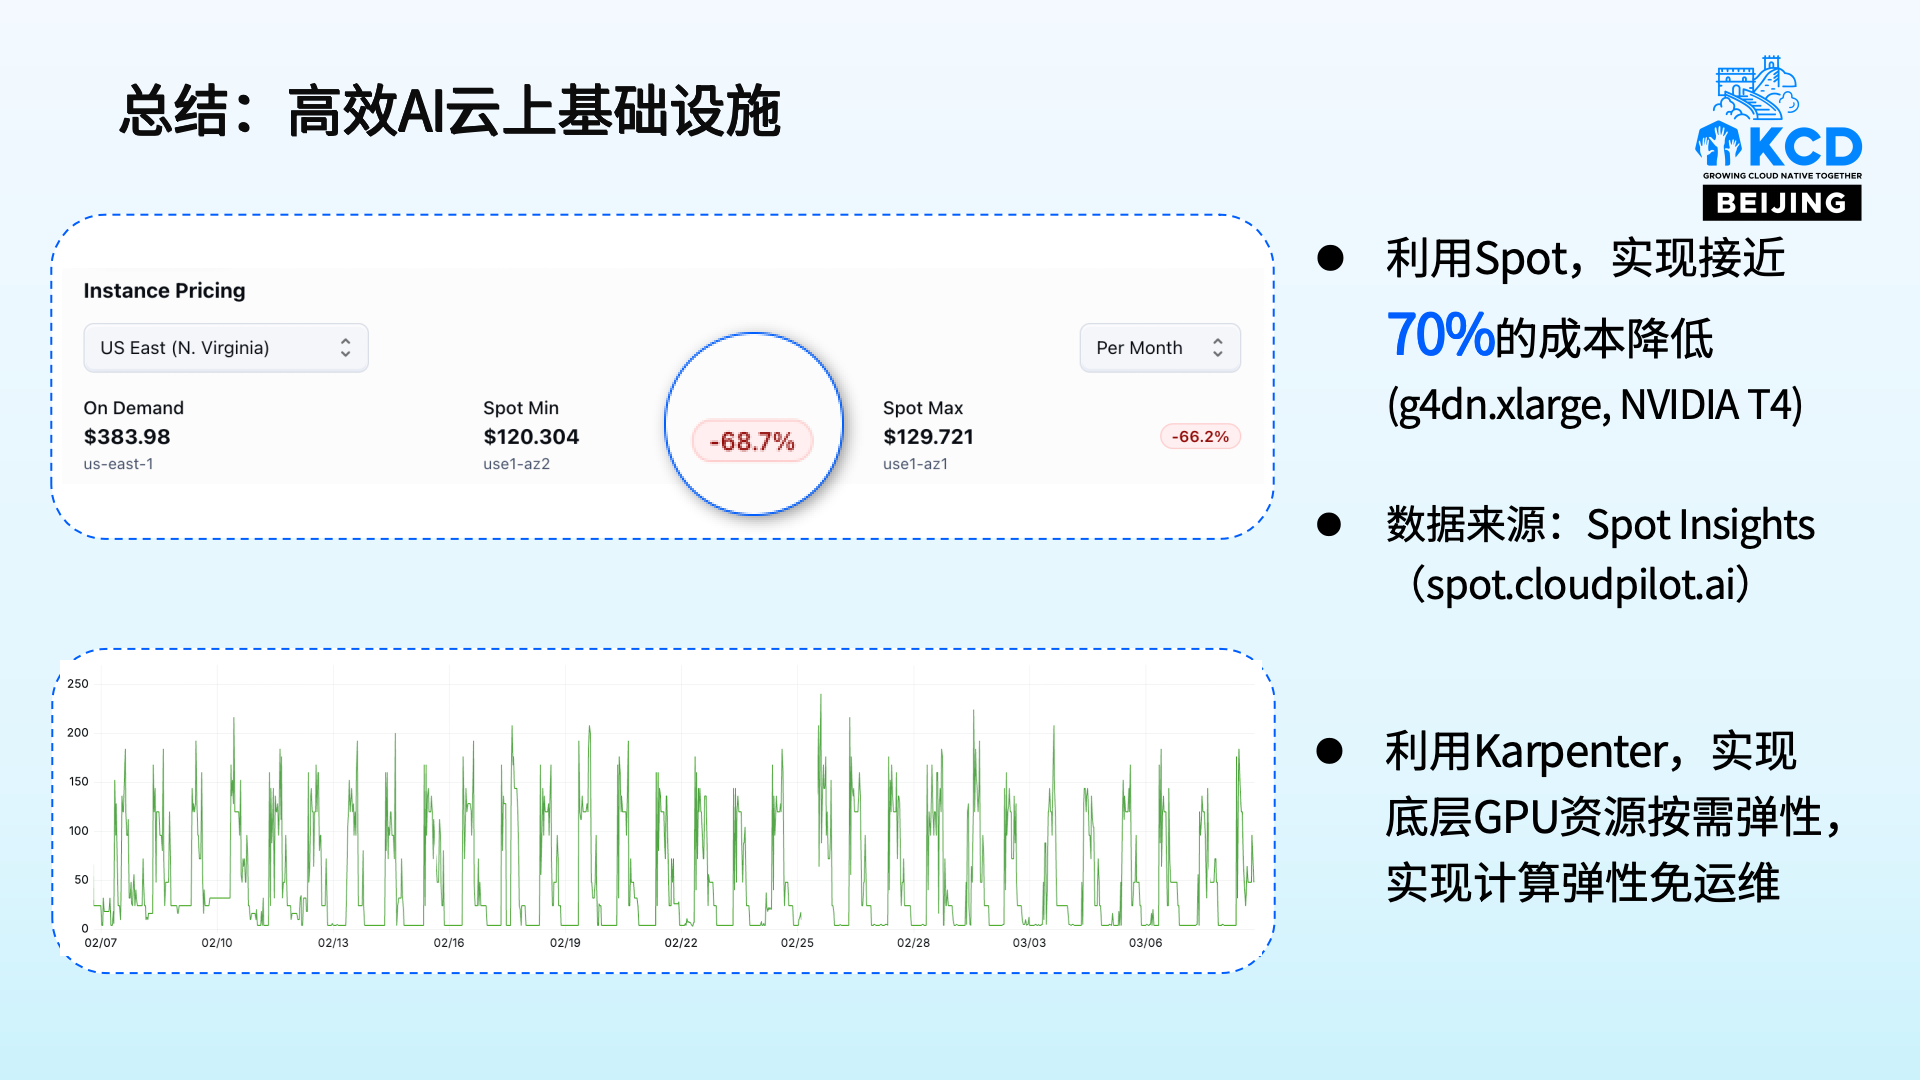 总结：高效AI云上基础设施
KCD
GROWING CLOUD NATIVE TOGETHER
BEIJING
Instance Pricing
US East (N. Virginia)
Per Month
On Demand
$383.98
us-east-1
Spot Min
$120.304
use1-az2
-68.7%
Spot Max
$129.721
use1-az1
-66.2%
利用Spot，实现接近
70%的成本降低
(g4dn.xlarge, NVIDIA T4)
数据来源：Spot Insights
（spot.cloudpilot.ai）
250
200
150
100
50
0
02/07 02/10 02/13 02/16 02/19 02/22 02/25 02/28 03/03 03/06
利用Karpenter，实现
底层GPU资源按需弹性，
实现计算弹性免运维